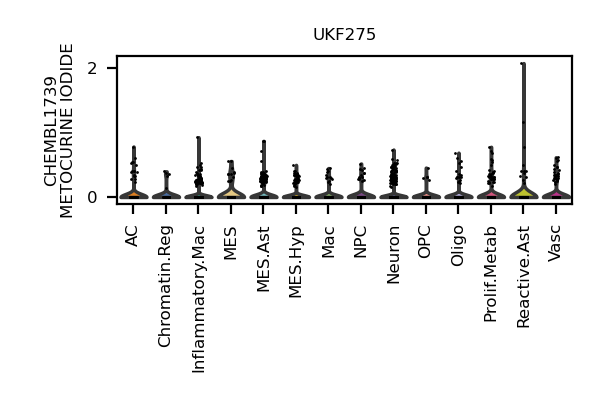 UKF275
CHEMBL1739
METOCURINE IODIDE
2
0
AC
Chromatin.Reg
Inflammatory.Mac
MES
MES.Ast
MES.Hyp
Mac
NPC
Neuron
OPC
Oligo
Prolif.Metab
Reactive.Ast
Vasc